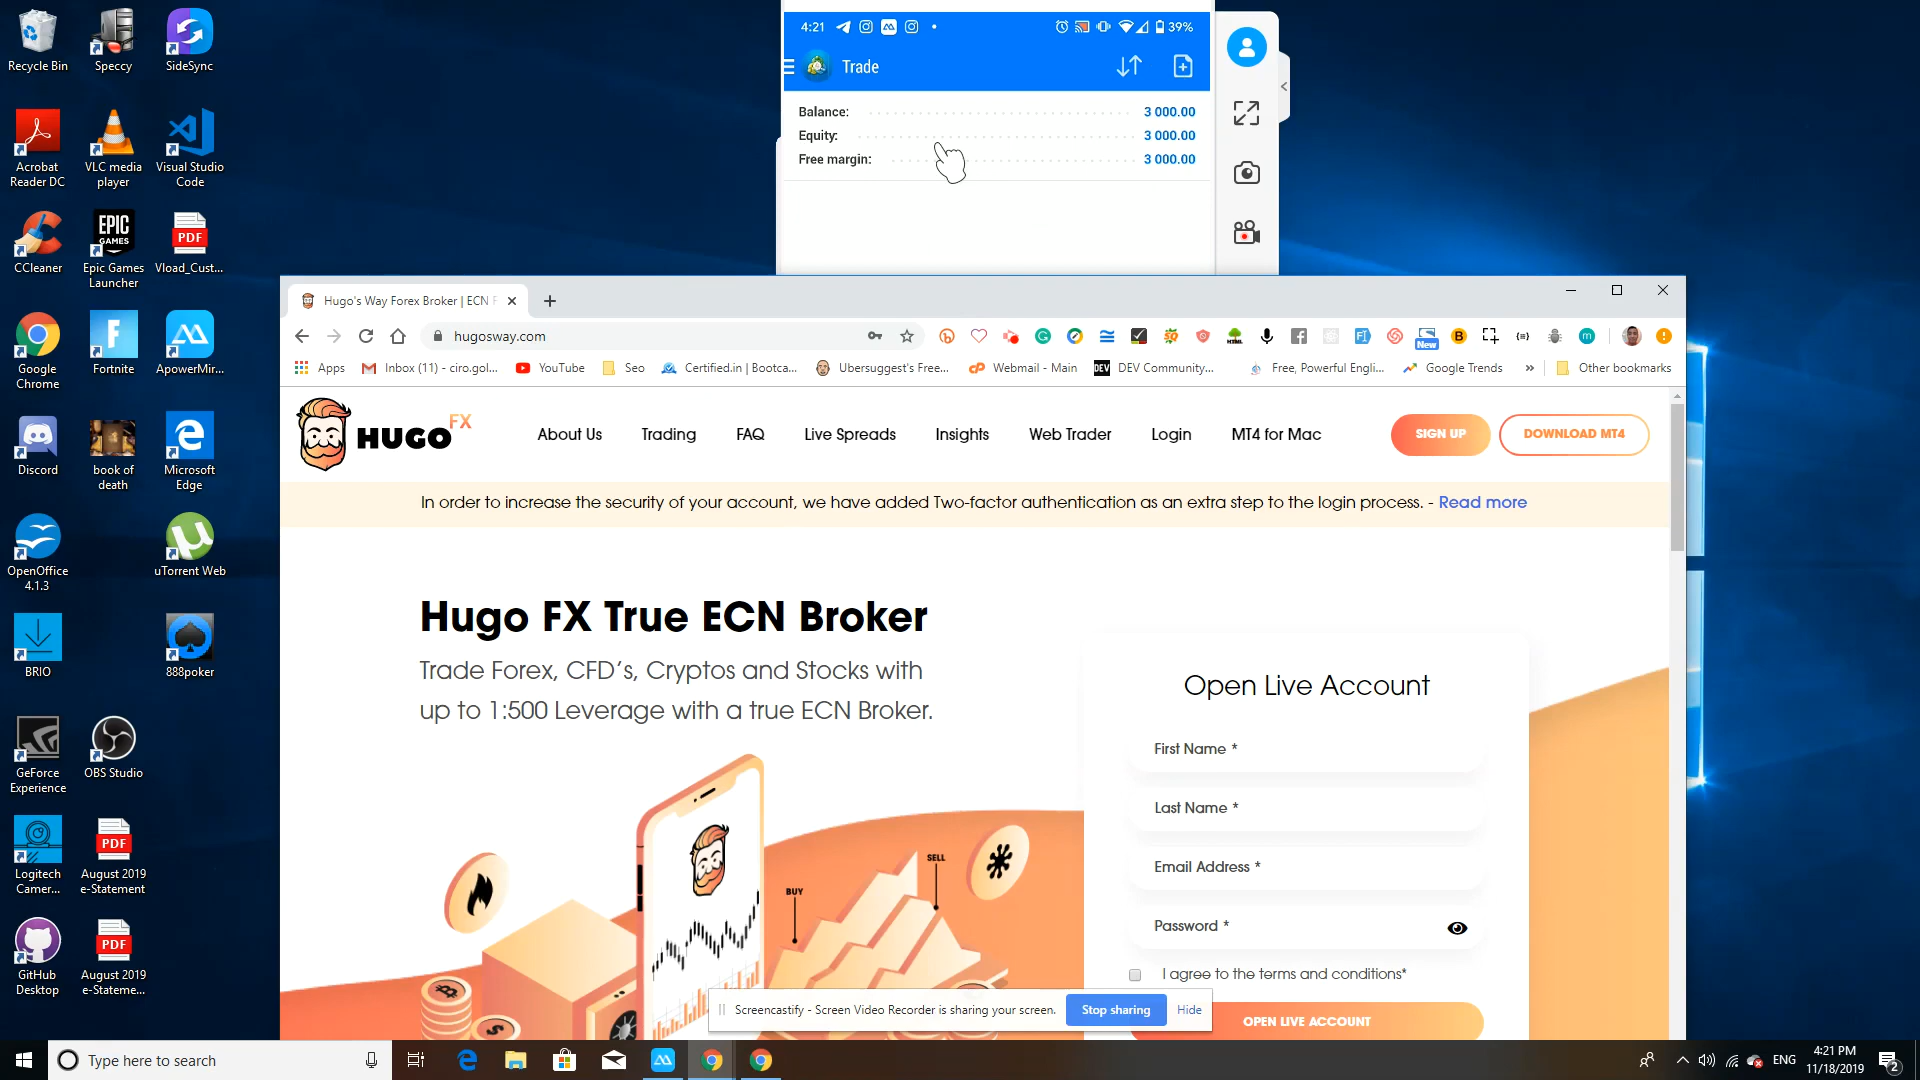 Recycle Bin
Speccy
SideSync
Acrobat
Reader DC
VLC media
player
Visual Studio
Code
CCleaner
EPIC
GAMES
Epic Games
Launcher
PDF
Vload_Cust...
Google
Chrome
Fortnite
ApowerMir...
Discord
book of
death
Microsoft
Edge
OpenOffice
4.1.3
uTorrent Web
BRIO
888poker
GeForce
Experience
OBS Studio
Logitech
Camer...
PDF
August 2019
e-Statement
GitHub
Desktop
PDF
August 2019
e-Stateme...
4:21
39%
Trade
Balance: 3 000.00
Equity: 3 000.00
Free margin: 3 000.00
Hugo's Way Forex Broker | ECN F
hugosway.com
New
Apps
Inbox (11) - ciro.gol...
YouTube
Seo
Certified.in | Bootca...
Ubersuggest's Free...
Webmail - Main
DEV
DEV Community...
Free, Powerful Engli...
Google Trends
»
Other bookmarks
HUGO FX
About Us
Trading
FAQ
Live Spreads
Insights
Web Trader
Login
MT4 for Mac
SIGN UP
DOWNLOAD MT4
In order to increase the security of your account, we have added Two-factor authentication as an extra step to the login process. - Read more
Hugo FX True ECN Broker
Trade Forex, CFD's, Cryptos and Stocks with
up to 1:500 Leverage with a true ECN Broker.
BUY
SELL
Open Live Account
First Name *
Last Name *
Email Address *
Password *
I agree to the terms and conditions*
OPEN LIVE ACCOUNT
Screencastify - Screen Video Recorder is sharing your screen.
Stop sharing
Hide
Type here to search
ENG
4:21 PM
11/18/2019
2